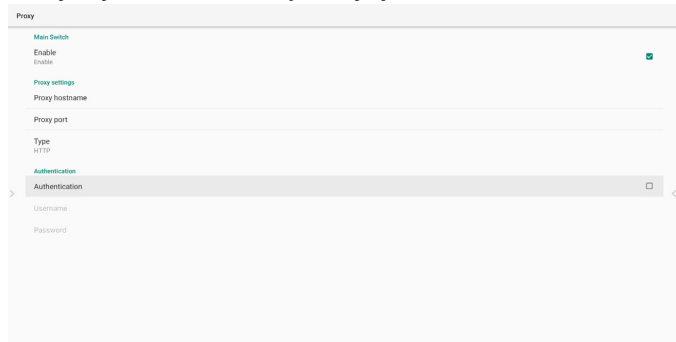 Proxy
Main Switch
Enable
Enable
Proxy settings
Proxy hostname
Proxy port
Type
HTTP
Authentication
Authentication
Username
Password